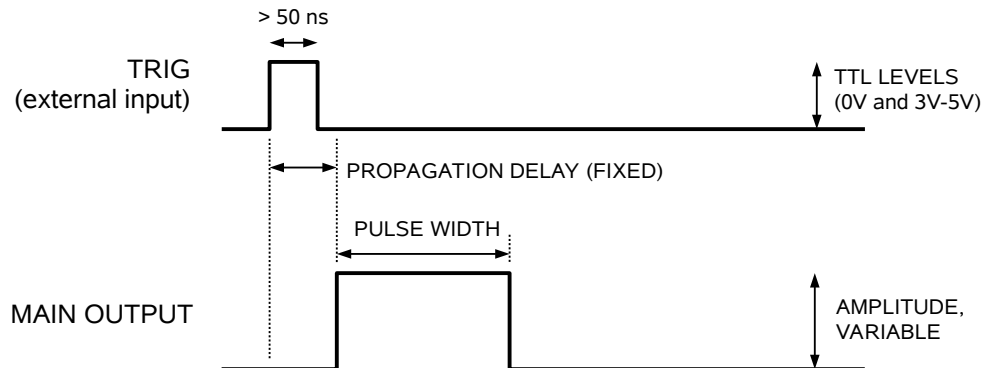 > 50 ns
TRIG
(external input)
TTL LEVELS
(0V and 3V-5V)
PROPAGATION DELAY (FIXED)
PULSE WIDTH
MAIN OUTPUT
AMPLITUDE,
VARIABLE